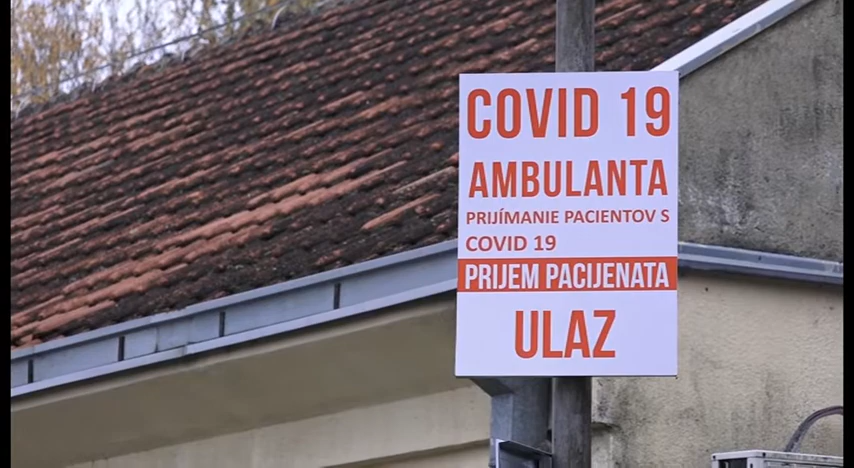 COVID 19
AMBULANTA
PRIJÍMANIE PACIENTOV S
COVID 19
PRIJEM PACIJENATA
ULAZ